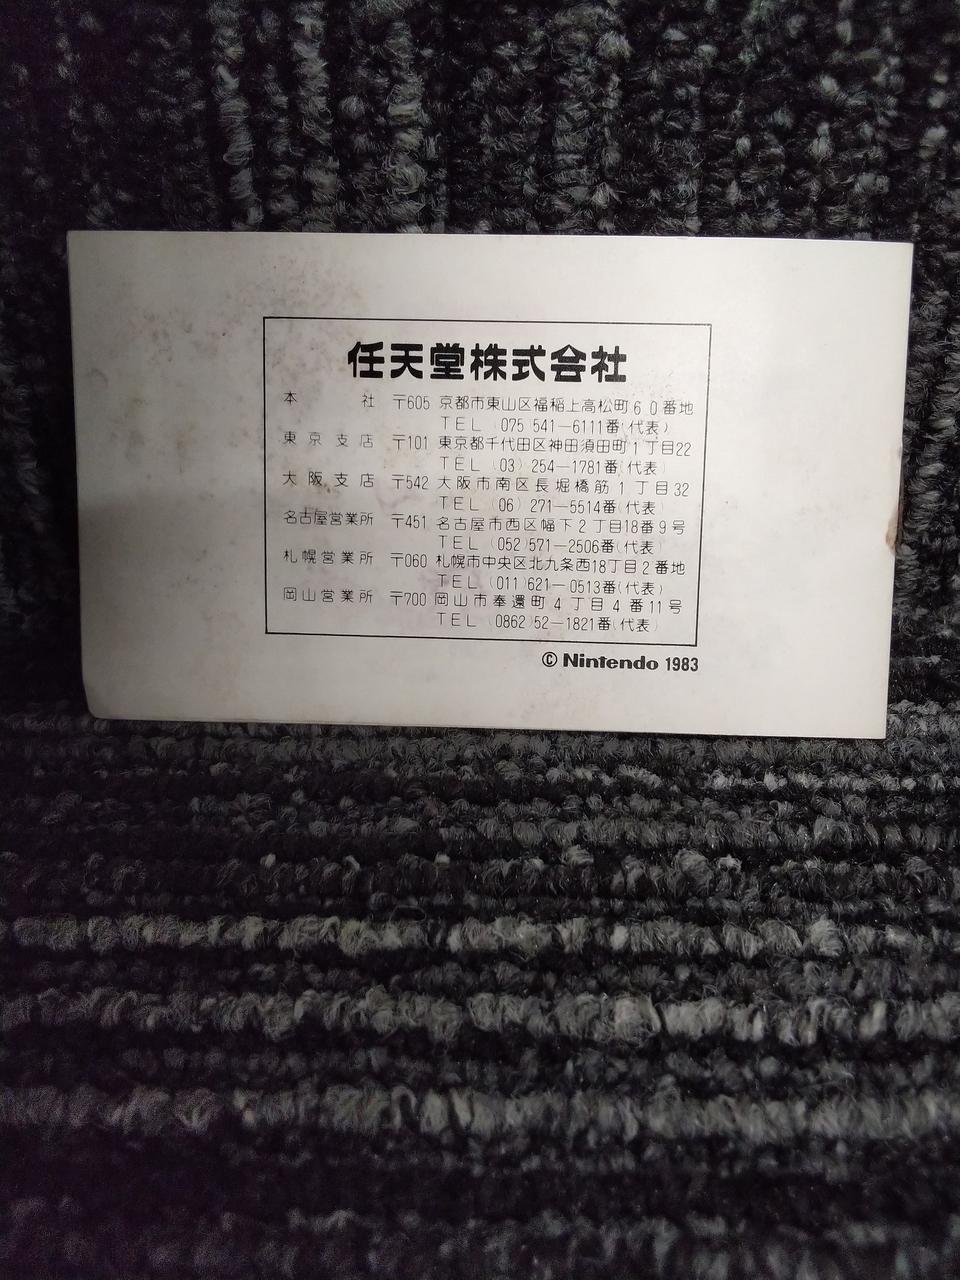 任天堂株式会社
本社 〒605 京都市東山区福稲上高松町60番地
TEL (075)541-6111番(代表)
東京支店 〒101 東京都千代田区神田須田町1丁目22
TEL (03) 254-1781番(代表)
大阪支店 〒542 大阪市南区長堀橋筋1丁目32
TEL (06) 271-5514番(代表)
名古屋営業所 〒451 名古屋市西区幅下2丁目18番9号
TEL (052)571-2506番(代表)
札幌営業所 〒060 札幌市中央区北九条西18丁目2番地
TEL (011)621-0513番(代表)
岡山営業所 〒700 岡山市奉還町4丁目4番11号
TEL (0862)52-1821番(代表)
© Nintendo 1983